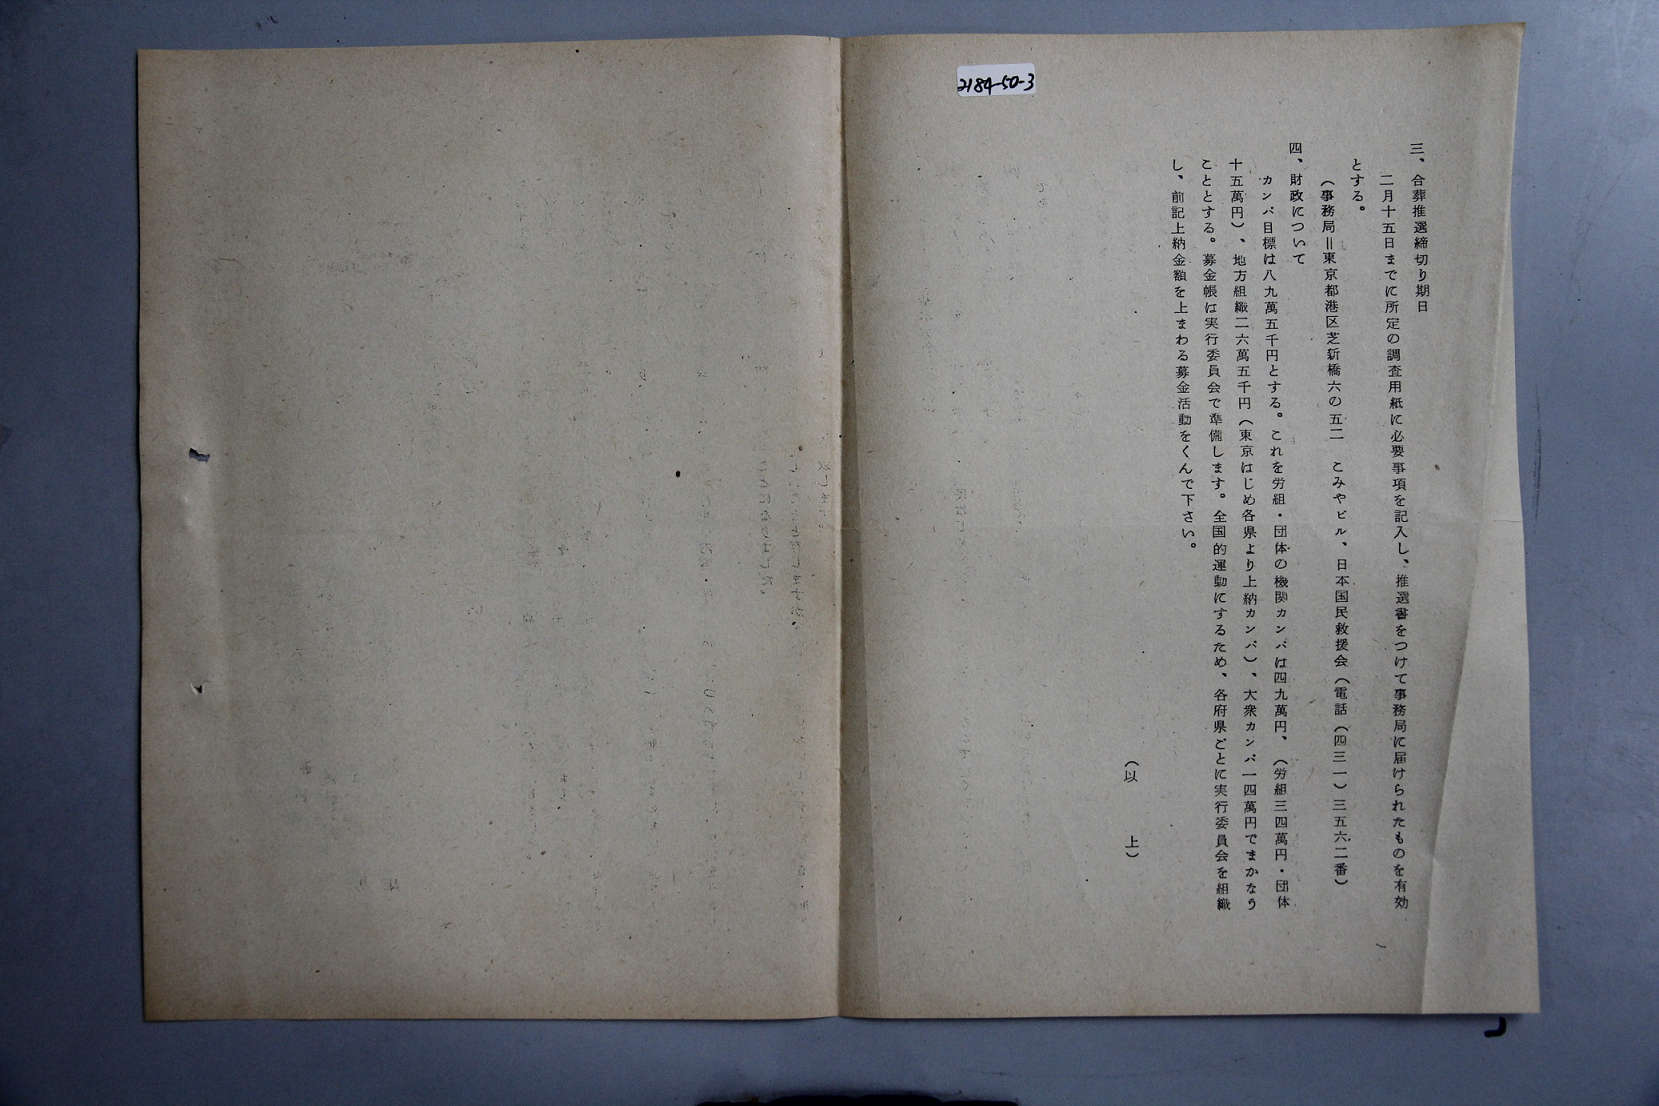 2184-50-3
三、合葬推選締切り期日
二月十五日までに所定の調査用紙に必要事項を記入し、推選書をつけて事務局に届けられたものを有効
とする。
（事務局＝東京都港区芝新橋六の五二　こみやビル、日本国民救援会（電話（四三一）三五六二番）
四、財政について
カンパ目標は八九萬五千円とする。これを労組・団体の機関カンパは四九萬円、（労組三四萬円・団体
十五萬円）、地方組織二六萬五千円（東京はじめ各県より上納カンパ）、大衆カンパ一四萬円でまかなう
こととする。募金帳は実行委員会で準備します。全国的運動にするため、各府県ごとに実行委員会を組織
し、前記上納金額を上まわる募金活動をくんで下さい。
（以　　上）